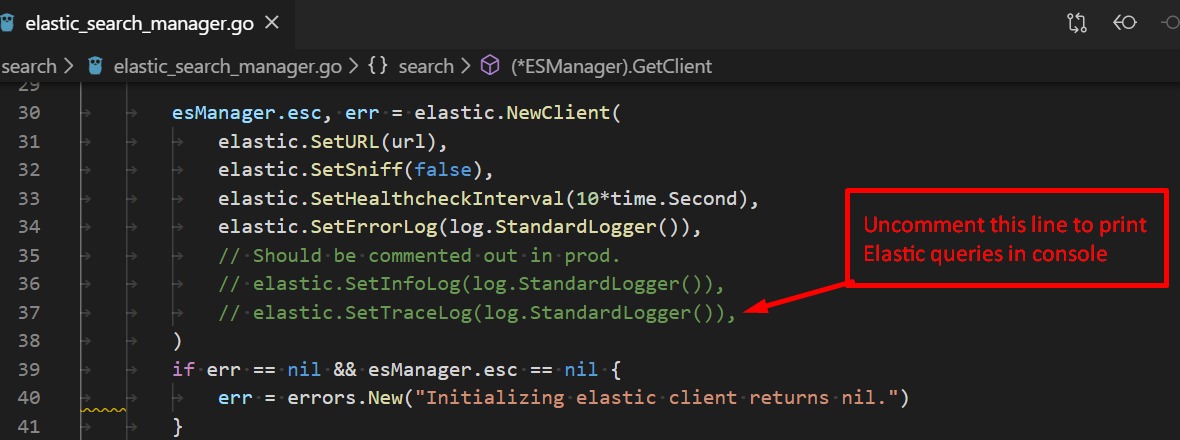 elastic_search_manager.go
search > elastic_search_manager.go > {} search > (*ESManager).GetClient
29
30 esManager.esc, err = elastic.NewClient(
31 elastic.SetURL(url),
32 elastic.SetSniff(false),
33 elastic.SetHealthcheckInterval(10*time.Second),
34 elastic.SetErrorLog(log.StandardLogger()),
35 // Should be commented out in prod.
36 // elastic.SetInfoLog(log.StandardLogger()),
37 // elastic.SetTraceLog(log.StandardLogger()),
38 )
39 if err == nil && esManager.esc == nil {
40 err = errors.New("Initializing elastic client returns nil.")
41 }
Uncomment this line to print
Elastic queries in console